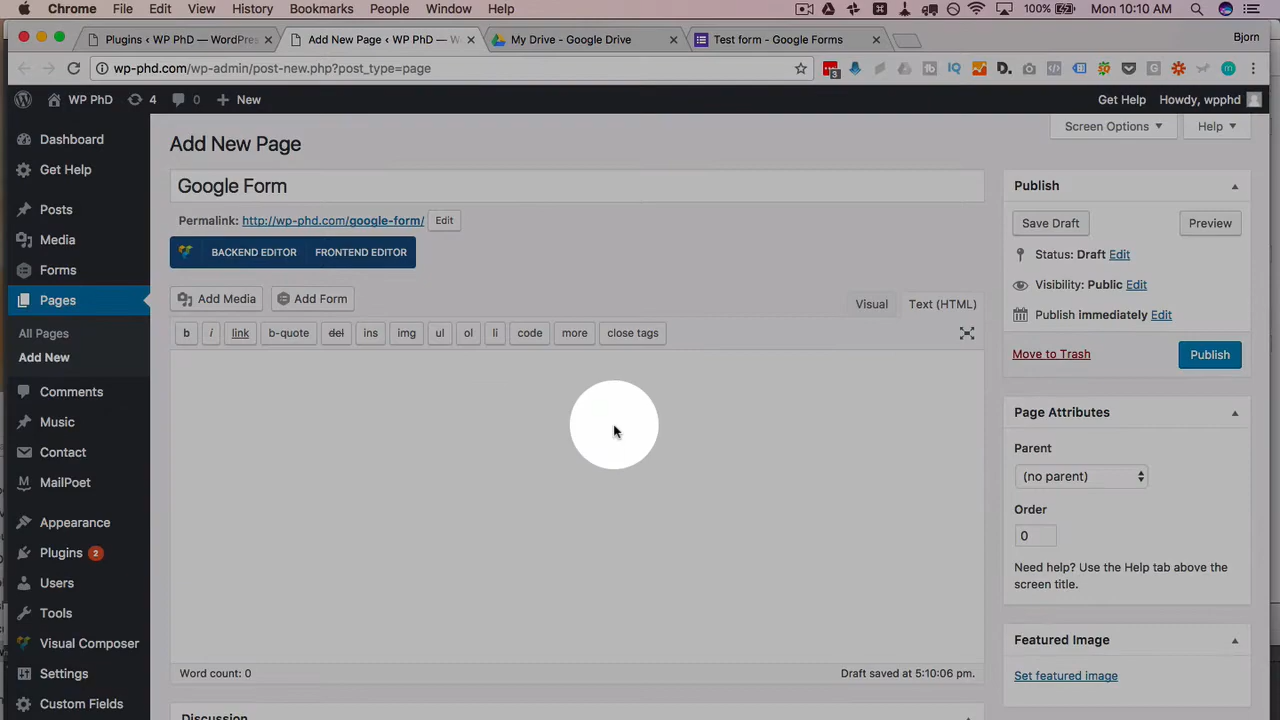 Chrome File Edit View History Bookmarks People Window Help 100% Mon 10:10 AM
Plugins ‹ WP PhD — WordPres Add New Page ‹ WP PhD — W My Drive - Google Drive Test form - Google Forms Bjorn
wp-phd.com/wp-admin/post-new.php?post_type=page
WP PhD 4 0 New Get Help Howdy, wpphd
Dashboard
Get Help
Posts
Media
Forms
Pages
All Pages
Add New
Comments
Music
Contact
MailPoet
Appearance
Plugins 2
Users
Tools
Visual Composer
Settings
Custom Fields
Screen Options Help
Add New Page
Google Form
Permalink: http://wp-phd.com/google-form/ Edit
BACKEND EDITOR FRONTEND EDITOR
Add Media Add Form Visual Text (HTML)
b i link b-quote del ins img ul ol li code more close tags
Word count: 0 Draft saved at 5:10:06 pm.
Discussion
Publish
Save Draft Preview
Status: Draft Edit
Visibility: Public Edit
Publish immediately Edit
Move to Trash Publish
Page Attributes
Parent
(no parent)
Order
0
Need help? Use the Help tab above the
screen title.
Featured Image
Set featured image